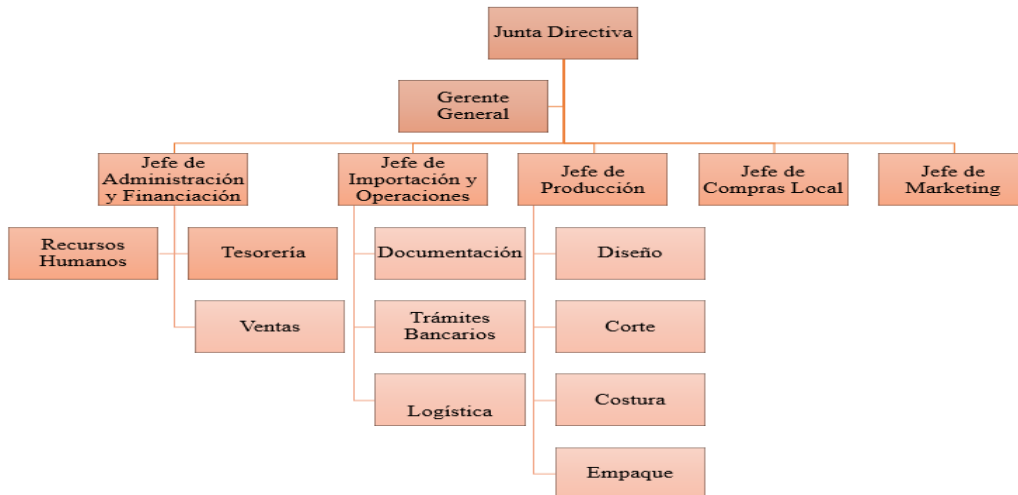 Junta Directiva
Gerente
General
Jefe de
Administración
y Financiación
Jefe de
Importación y
Operaciones
Jefe de
Producción
Jefe de
Compras Local
Jefe de
Marketing
Recursos
Humanos
Tesorería
Ventas
Documentación
Trámites
Bancarios
Logística
Diseño
Corte
Costura
Empaque